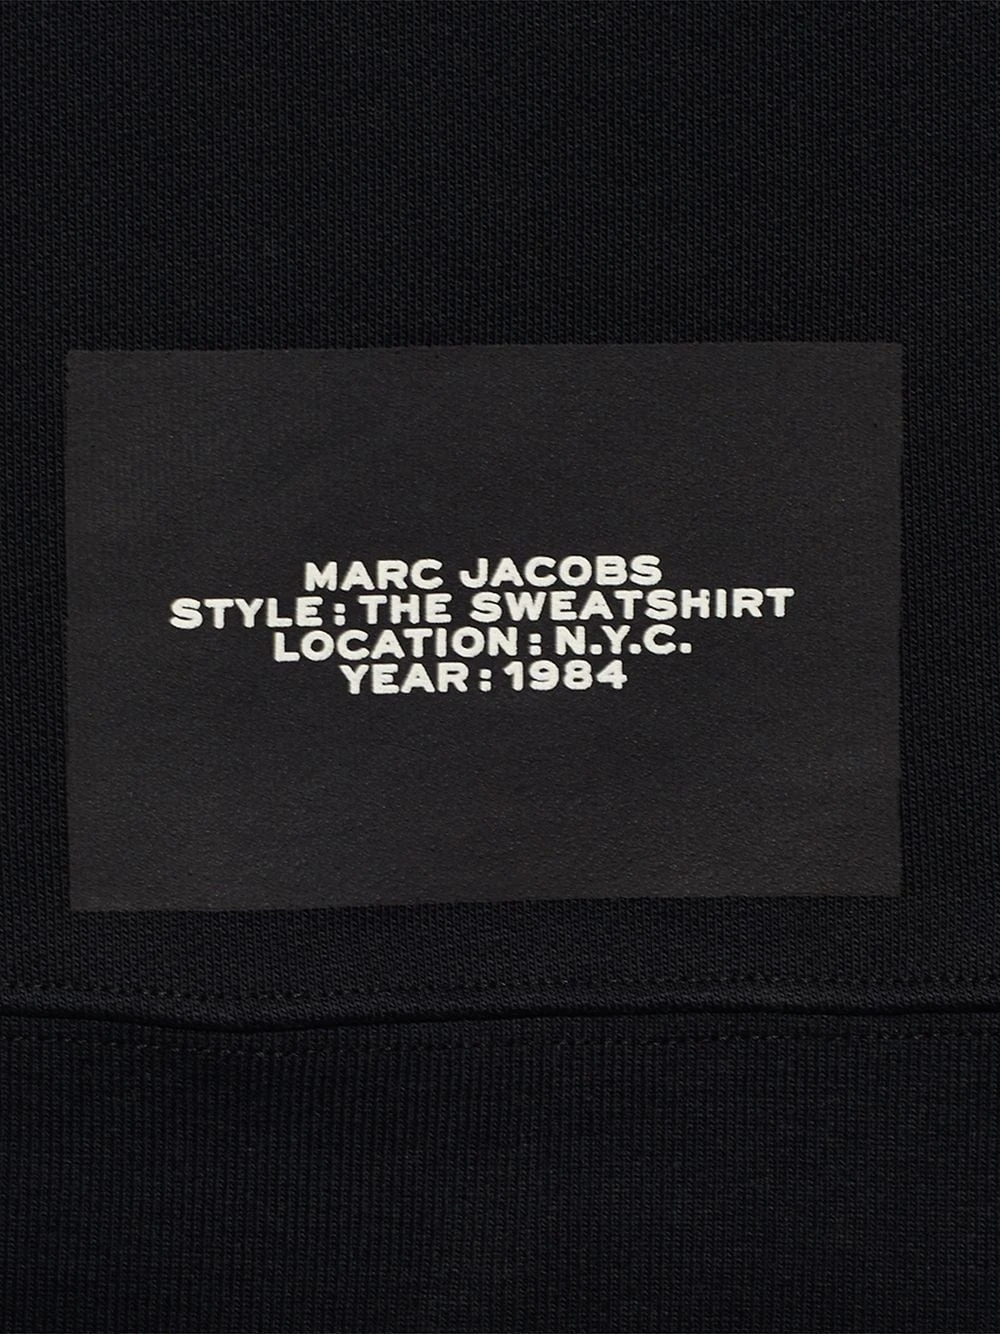 MARC JACOBS
STYLE : THE SWEATSHIRT
LOCATION : N.Y.C.
YEAR : 1984